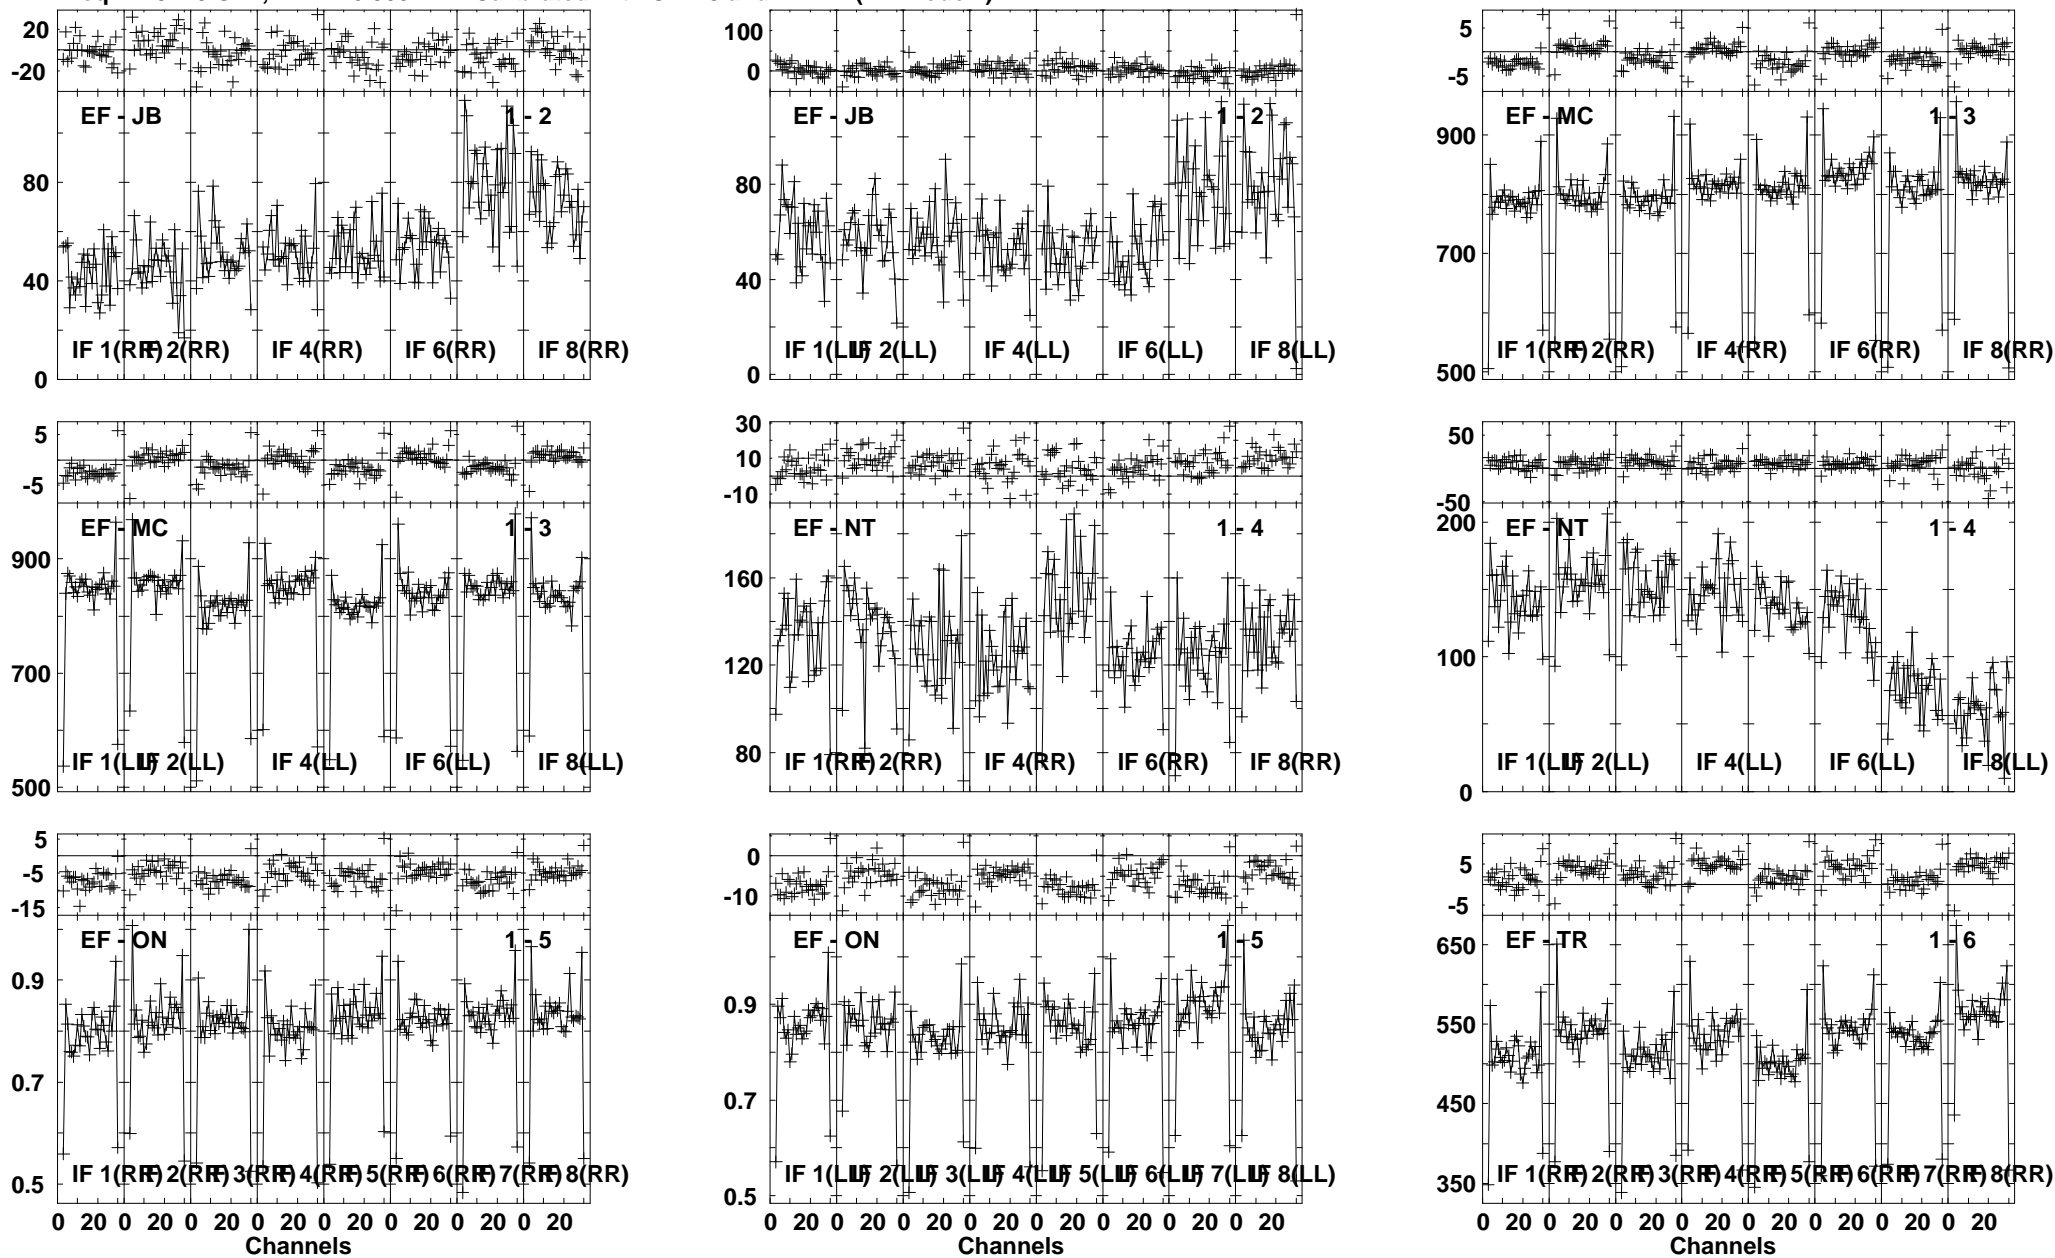 20
-20
EF - JB 1 - 2
80
40
0
IF 1(RR) IF 2(RR) IF 4(RR) IF 6(RR) IF 8(RR)
100
0
EF - JB 1 - 2
80
40
0
IF 1(LL) IF 2(LL) IF 4(LL) IF 6(LL) IF 8(LL)
5
-5
EF - MC 1 - 3
900
700
500
IF 1(RR) IF 2(RR) IF 4(RR) IF 6(RR) IF 8(RR)
5
-5
EF - MC 1 - 3
900
700
500
IF 1(LL) IF 2(LL) IF 4(LL) IF 6(LL) IF 8(LL)
30
10
-10
EF - NT 1 - 4
160
120
80
IF 1(RR) IF 2(RR) IF 4(RR) IF 6(RR) IF 8(RR)
50
-50
EF - NT 1 - 4
200
100
0
IF 1(LL) IF 2(LL) IF 4(LL) IF 6(LL) IF 8(LL)
5
-5
-15
EF - ON 1 - 5
0.9
0.7
0.5
IF 1(RR) IF 2(RR) IF 3(RR) IF 4(RR) IF 5(RR) IF 6(RR) IF 7(RR) IF 8(RR)
0 20 0 20 0 20 0 20 0 20 0 20 0 20 0 20
Channels
0
-10
EF - ON 1 - 5
0.9
0.7
0.5
IF 1(LL) IF 2(LL) IF 3(LL) IF 4(LL) IF 5(LL) IF 6(LL) IF 7(LL) IF 8(LL)
0 20 0 20 0 20 0 20 0 20 0 20 0 20 0 20
Channels
5
-5
EF - TR 1 - 6
650
550
450
350
IF 1(RR) IF 2(RR) IF 3(RR) IF 4(RR) IF 5(RR) IF 6(RR) IF 7(RR) IF 8(RR)
0 20 0 20 0 20 0 20 0 20 0 20 0 20 0 20
Channels